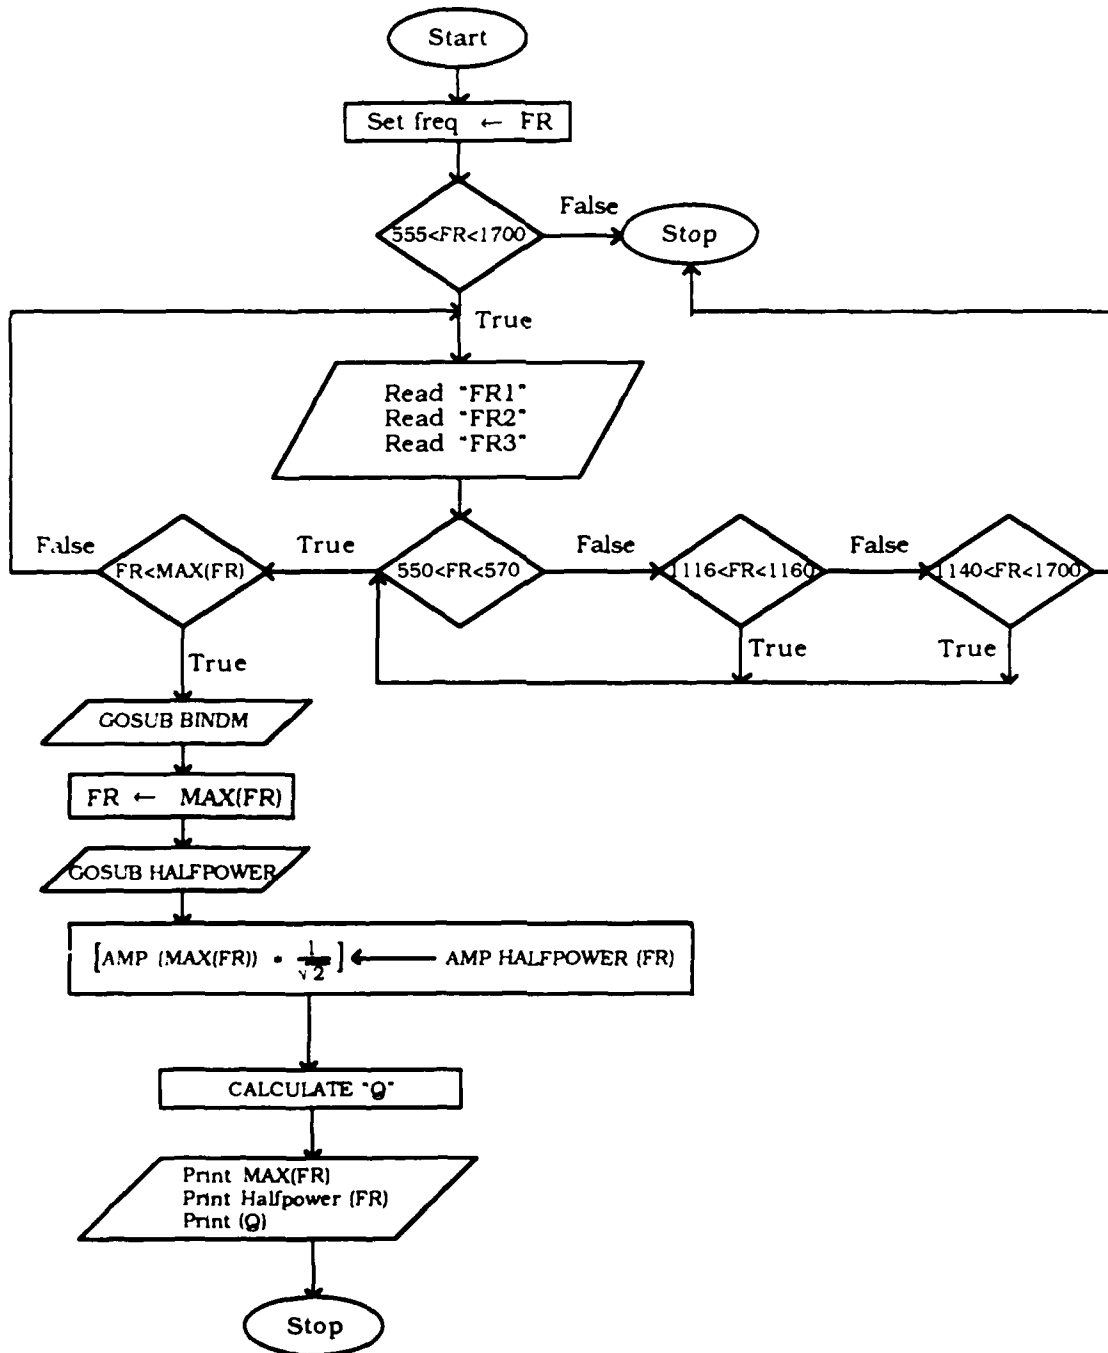 Start
Set freq ← FR
555<FR<1700
False
Stop
True
Read "FR1"
Read "FR2"
Read "FR3"
False
FR<MAX(FR)
True
550<FR<570
False
1116<FR<1160
False
1140<FR<1700
True
True
True
GOSUB BINDM
FR ← MAX(FR)
GOSUB HALFPOWER
[AMP (MAX(FR)) * 1/√2] ← AMP HALFPOWER (FR)
CALCULATE "Q"
Print MAX(FR)
Print Halfpower (FR)
Print (Q)
Stop